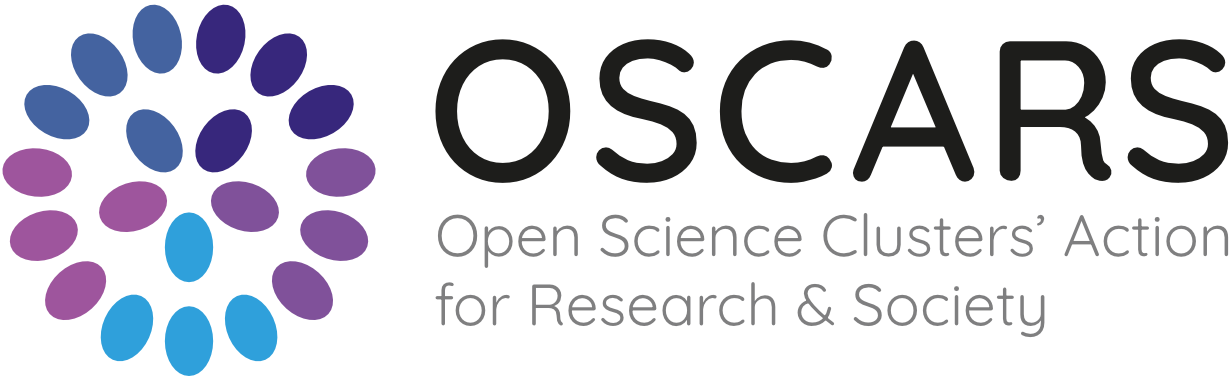 OSCARS
Open Science Clusters’ Action
for Research & Society